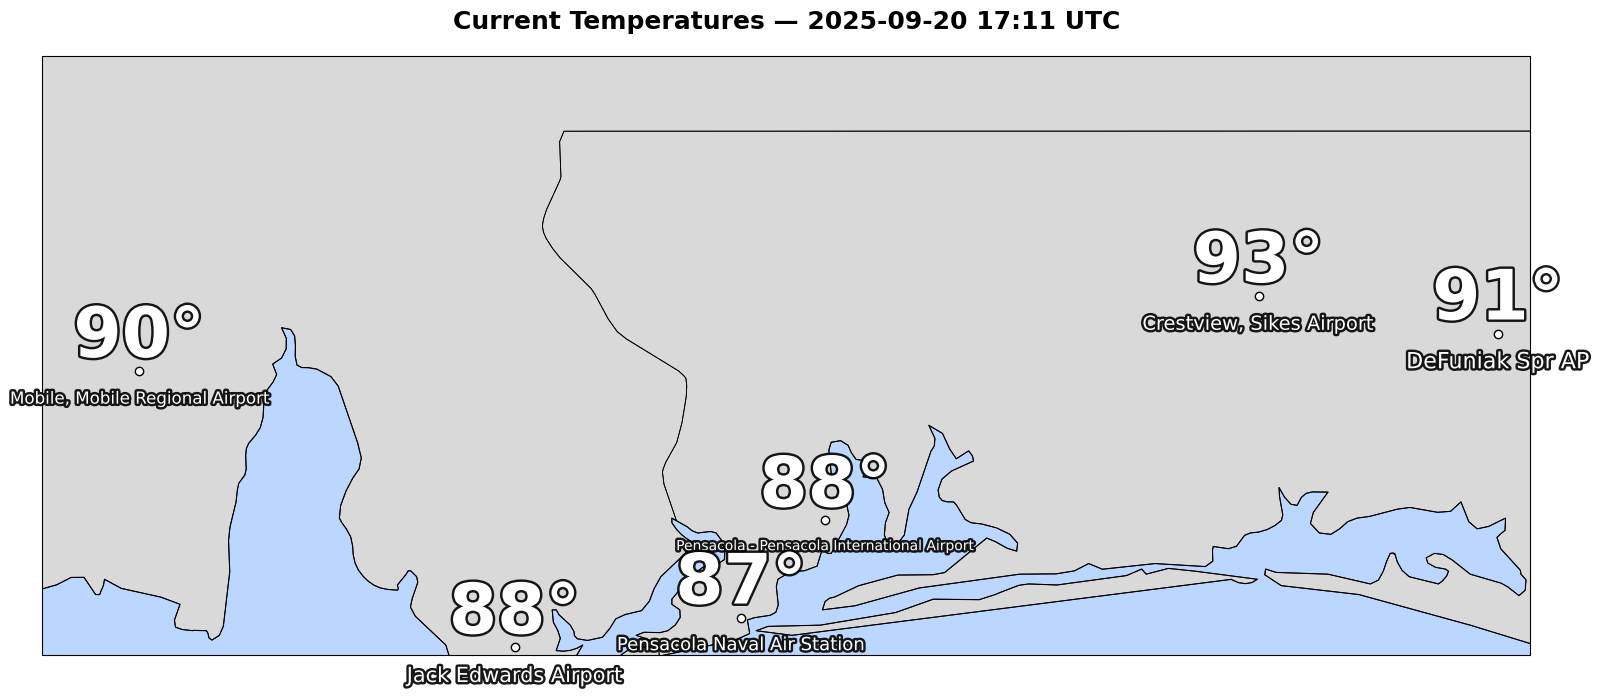 Current Temperatures — 2025-09-20 17:11 UTC
93°
Crestview, Sikes Airport
91°
DeFuniak Spr AP
90°
Mobile, Mobile Regional Airport
88°
Pensacola - Pensacola International Airport
87°
Pensacola Naval Air Station
88°
Jack Edwards Airport